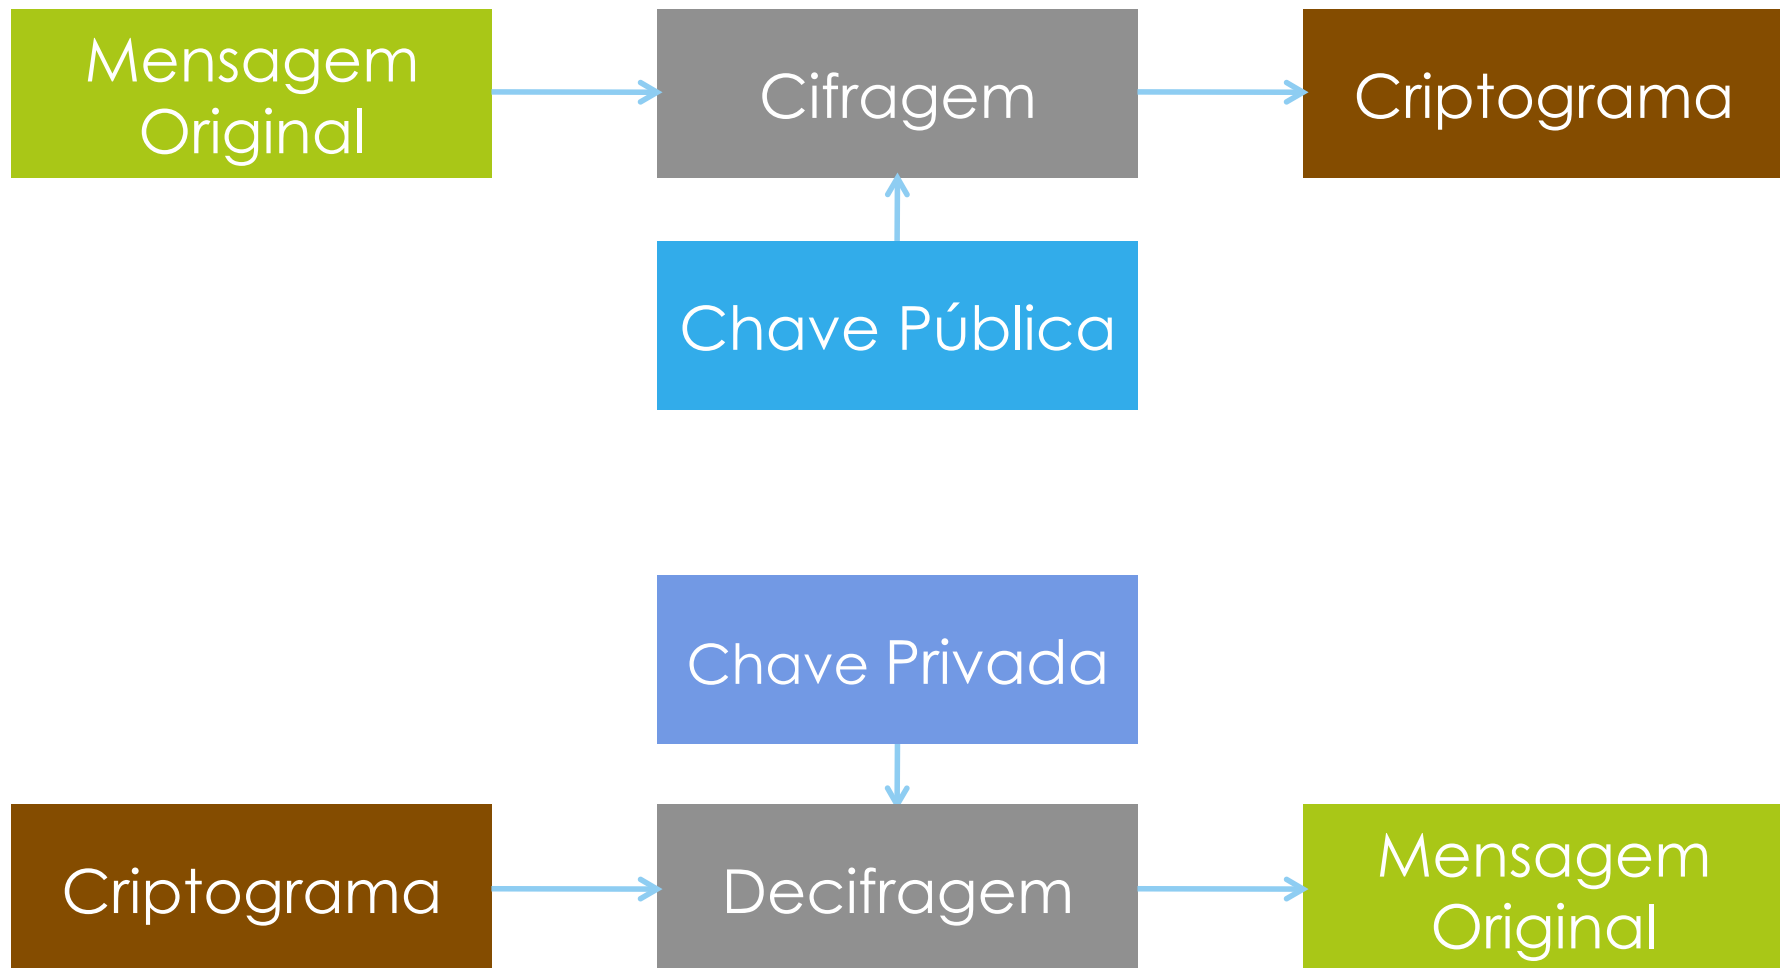 Mensagem
Original
Cifragem
Criptograma
Chave Pública
Chave Privada
Criptograma
Decifragem
Mensagem
Original